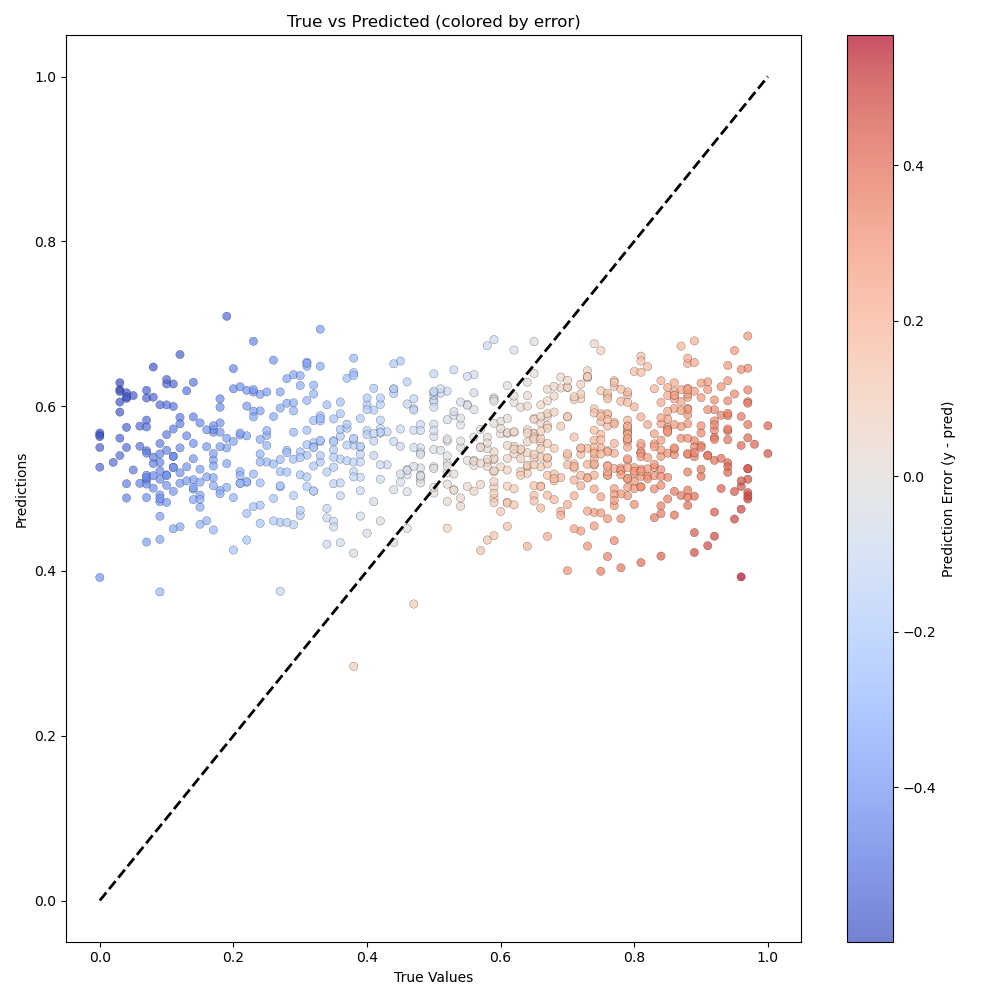 True vs Predicted (colored by error)
1.0
0.8
0.6
0.4
0.2
0.0
Predictions
0.0 0.2 0.4 0.6 0.8 1.0
True Values
0.4
0.2
0.0
−0.2
−0.4
Prediction Error (y - pred)